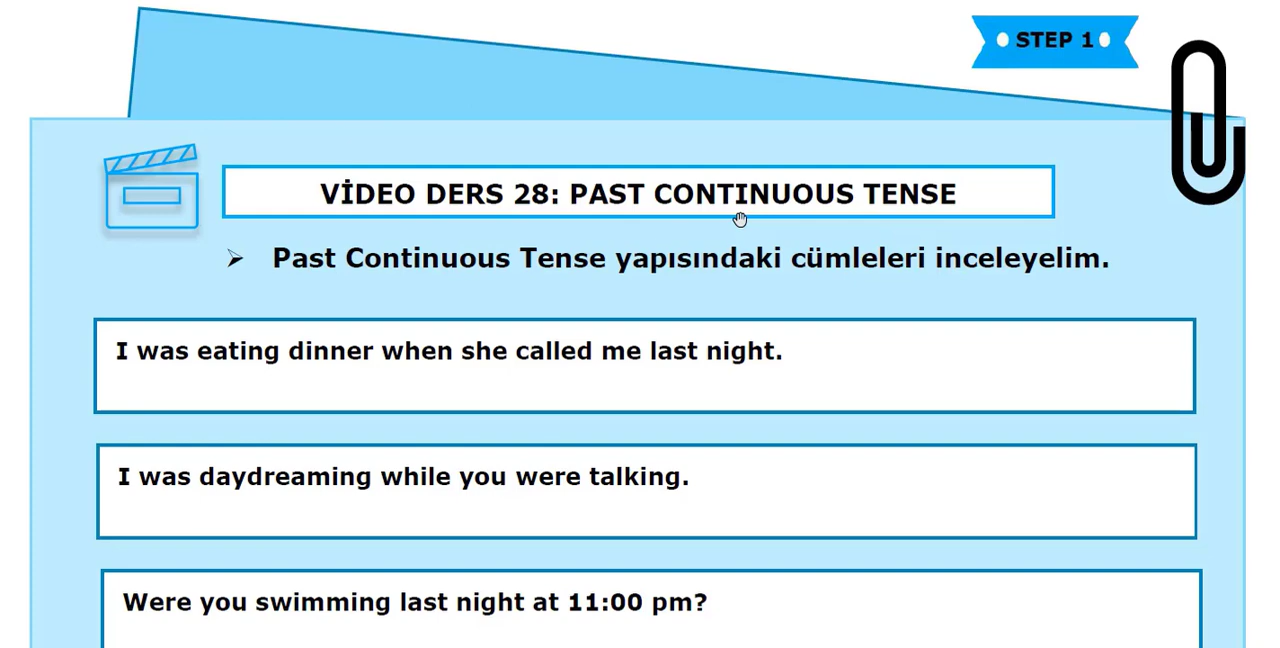 STEP 1
VİDEO DERS 28: PAST CONTINUOUS TENSE
➢ Past Continuous Tense yapısındaki cümleleri inceleyelim.
I was eating dinner when she called me last night.
I was daydreaming while you were talking.
Were you swimming last night at 11:00 pm?